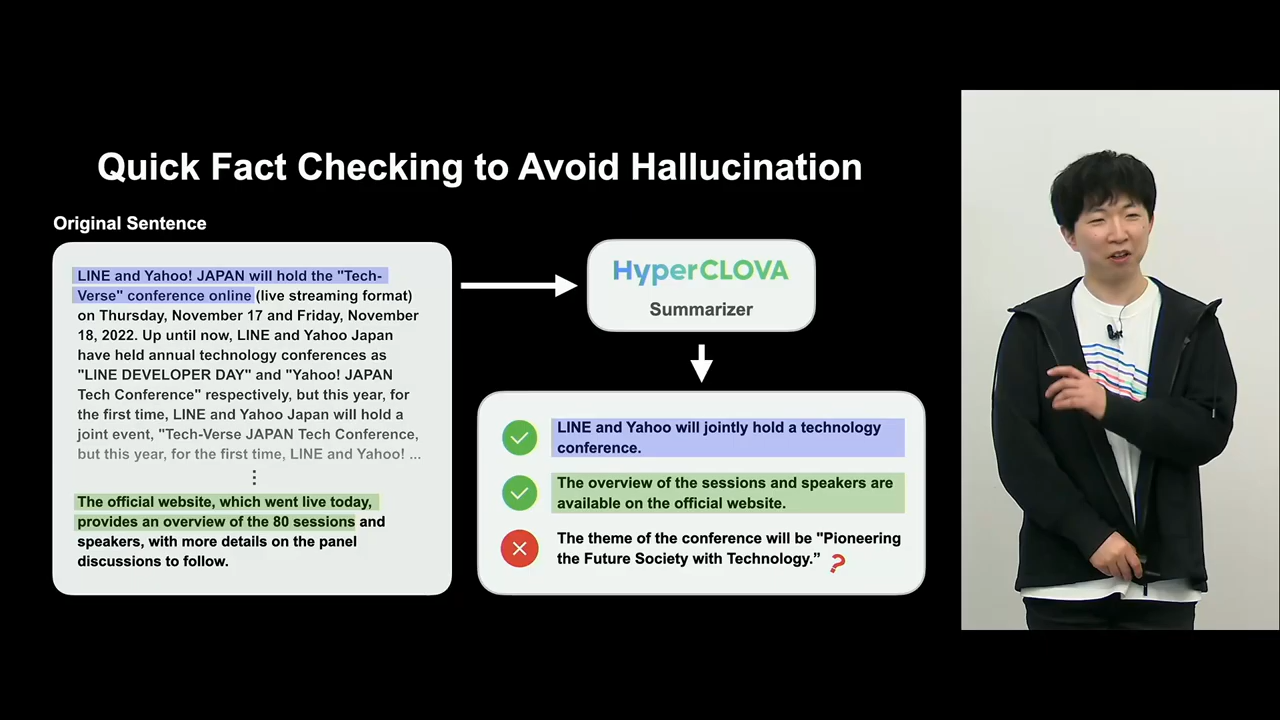 Quick Fact Checking to Avoid Hallucination
Original Sentence
LINE and Yahoo! JAPAN will hold the "Tech-
Verse" conference online (live streaming format)
on Thursday, November 17 and Friday, November
18, 2022. Up until now, LINE and Yahoo Japan
have held annual technology conferences as
"LINE DEVELOPER DAY" and "Yahoo! JAPAN
Tech Conference" respectively, but this year, for
the first time, LINE and Yahoo Japan will hold a
joint event, "Tech-Verse JAPAN Tech Conference,
but this year, for the first time, LINE and Yahoo! ...
⋮
The official website, which went live today,
provides an overview of the 80 sessions and
speakers, with more details on the panel
discussions to follow.
HyperCLOVA
Summarizer
LINE and Yahoo will jointly hold a technology
conference.
The overview of the sessions and speakers are
available on the official website.
The theme of the conference will be "Pioneering
the Future Society with Technology.” ?